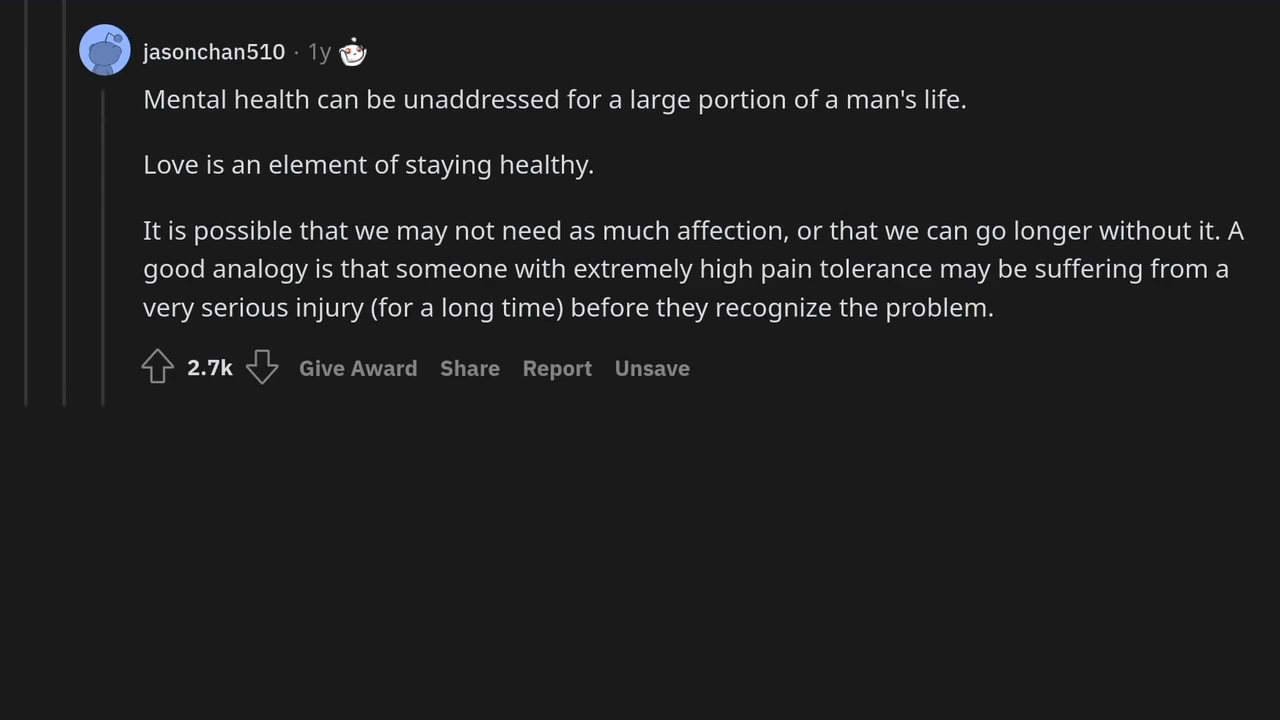 jasonchan510 · 1y
Mental health can be unaddressed for a large portion of a man's life.
Love is an element of staying healthy.
It is possible that we may not need as much affection, or that we can go longer without it. A
good analogy is that someone with extremely high pain tolerance may be suffering from a
very serious injury (for a long time) before they recognize the problem.
2.7k Give Award Share Report Unsave